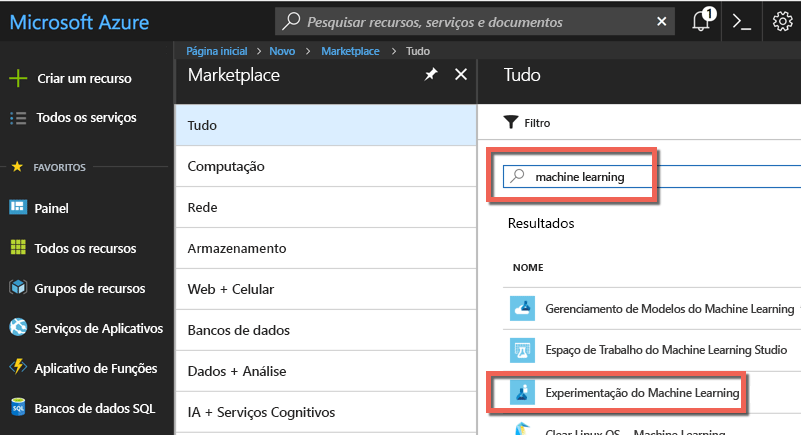 Microsoft Azure
Pesquisar recursos, serviços e documentos
1
Página inicial > Novo > Marketplace > Tudo
Criar um recurso
Todos os serviços
FAVORITOS
Painel
Todos os recursos
Grupos de recursos
Serviços de Aplicativos
Aplicativo de Funções
SQL
Bancos de dados SQL
Marketplace
Tudo
Computação
Rede
Armazenamento
Web + Celular
Bancos de dados
Dados + Análise
IA + Serviços Cognitivos
Tudo
Filtro
machine learning
Resultados
NOME
Gerenciamento de Modelos do Machine Learning
Espaço de Trabalho do Machine Learning Studio
Experimentação do Machine Learning
Clear Linux OS - Machine Learning